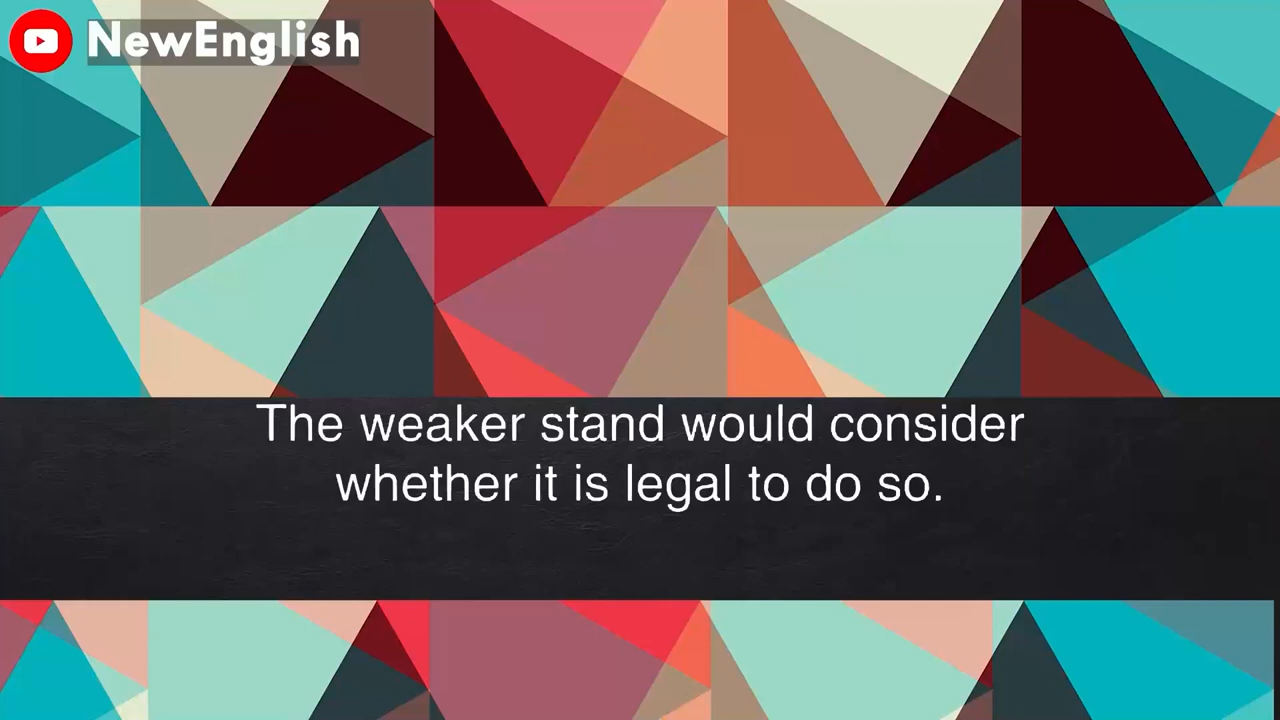 NewEnglish
The weaker stand would consider
whether it is legal to do so.